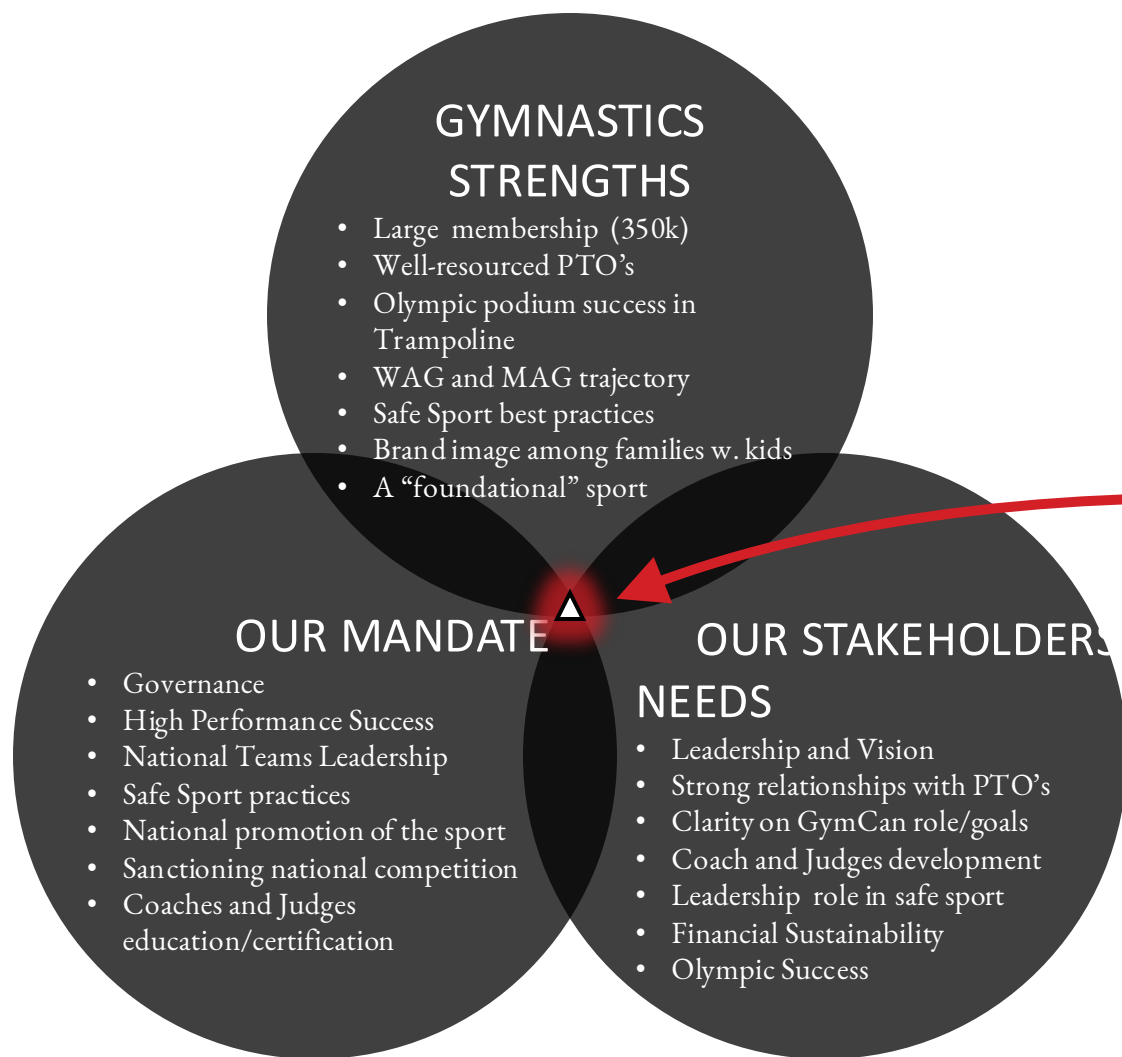 GYMNASTICS
STRENGTHS
• Large membership (350k)
• Well-resourced PTO’s
• Olympic podium success in
Trampoline
• WAG and MAG trajectory
• Safe Sport best practices
• Brand image among families w. kids
• A “foundational” sport
OUR MANDATE
• Governance
• High Performance Success
• National Teams Leadership
• Safe Sport practices
• National promotion of the sport
• Sanctioning national competition
• Coaches and Judges
education/certification
OUR STAKEHOLDERS
NEEDS
• Leadership and Vision
• Strong relationships with PTO’s
• Clarity on GymCan role/goals
• Coach and Judges development
• Leadership role in safe sport
• Financial Sustainability
• Olympic Success